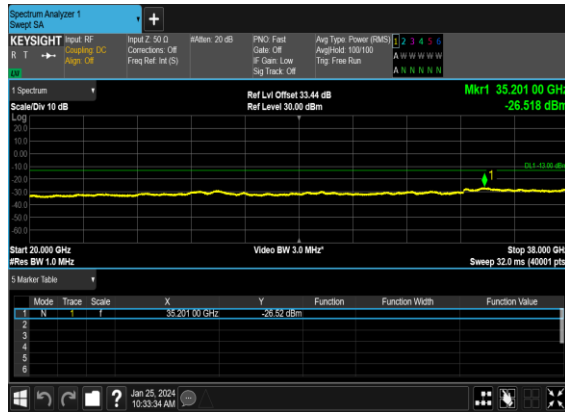 Spectrum Analyzer 1
Swept SA
+
KEYSIGHT Input: RF Input Z: 50 Ω #Atten: 20 dB PNO: Fast Avg Type: Power (RMS) 1 2 3 4 5 6
R T Coupling: DC Corrections: Off Gate: Off Avg|Hold: 100/100 A W W W W W
Align: Off Freq Ref: Int (S) IF Gain: Low Trig: Free Run
LXI Sig Track: Off A N N N N N
1 Spectrum Ref Lvl Offset 33.44 dB Mkr1 35.201 00 GHz
Scale/Div 10 dB Ref Level 30.00 dBm -26.518 dBm
Log
20.0
10.0
0.00
-10.0 DL1 -13.00 dBm
1
-20.0
-30.0
-40.0
-50.0
-60.0
Start 20.000 GHz Video BW 3.0 MHz* Stop 38.000 GHz
#Res BW 1.0 MHz Sweep 32.0 ms (40001 pts)
5 Marker Table
Mode Trace Scale X Y Function Function Width Function Value
1 N 1 f 35.201 00 GHz -26.52 dBm
2
3
4
5
6
? Jan 25, 2024
10:33:34 AM